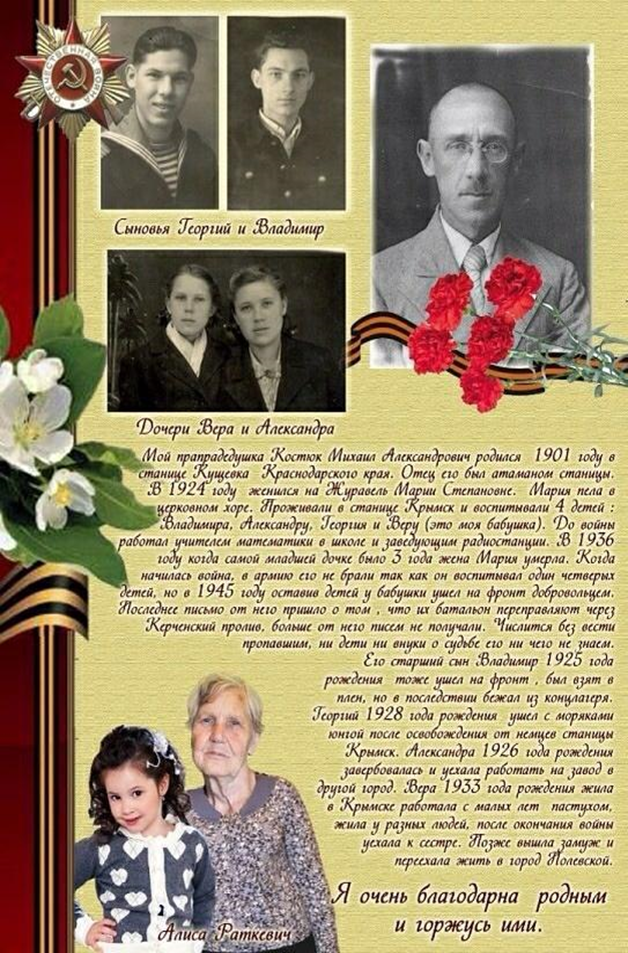 ОТЕЧЕСТВЕННАЯ ВОЙНА
Сыновья Георгий и Владимир
Дочери Вера и Александра
Мой прапрадедушка Костюк Михаил Александрович родился 1901 году в
станице Кущевка Краснодарского края. Отец его был атаманом станицы.
В 1924 году женился на Журавель Марии Степановне. Мария пела в
церковном хоре. Проживали в станице Крымск и воспитывали 4 детей :
Владимира, Александру, Георгия и Веру (это моя бабушка). До войны
работал учителем математики в школе и заведующим радиостанции. В 1936
году когда самой младшей дочке было 3 года жена Мария умерла. Когда
началась война, в армию его не брали так как он воспитывал один четверых
детей, но в 1945 году оставив детей у бабушки ушел на фронт добровольцем.
Последнее письмо от него пришло о том , что их батальон переправляют через
Керченский пролив, больше от него писем не получали. Числится без вести
пропавшим, ни дети ни внуки о судьбе его ни чего не знаем.
Его старший сын Владимир 1925 года
рождения тоже ушел на фронт , был взят в
плен, но в последствии бежал из концлагеря.
Георгий 1928 года рождения ушел с моряками
юнгой после освобождения от немцев станицы
Крымск. Александра 1926 года рождения
завербовалась и уехала работать на завод в
другой город. Вера 1933 года рождения жила
в Крымске работала с малых лет пастухом,
жила у разных людей, после окончания войны
уехала к сестре. Позже вышла замуж и
переехала жить в город Полевской.
Я очень благодарна родным
и горжусь ими.
Алиса Раткевич